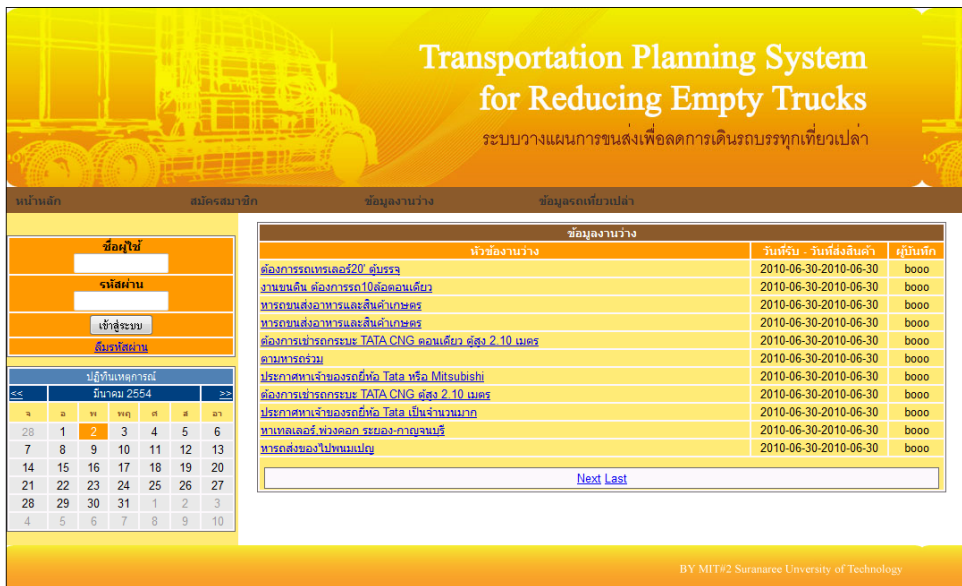 Transportation Planning System
for Reducing Empty Trucks
ระบบวางแผนการขนส่งเพื่อลดการเดินรถบรรทุกเที่ยวเปล่า
หน้าหลัก สมัครสมาชิก ข้อมูลงานว่าง ข้อมูลรถเที่ยวเปล่า
ชื่อผู้ใช้
รหัสผ่าน
เข้าสู่ระบบ
ลืมรหัสผ่าน
ปฏิทินเหตุการณ์
<< มีนาคม 2554 >>
จ อ พ พฤ ศ ส อา
28 1 2 3 4 5 6
7 8 9 10 11 12 13
14 15 16 17 18 19 20
21 22 23 24 25 26 27
28 29 30 31 1 2 3
4 5 6 7 8 9 10
ข้อมูลงานว่าง
หัวข้องานว่าง วันที่รับ - วันที่ส่งสินค้า ผู้บันทึก
ต้องการรถเทรลเลอร์20' ตู้บรรจุ 2010-06-30-2010-06-30 booo
งานขนดิน ต้องการรถ10ล้อตอนเดียว 2010-06-30-2010-06-30 booo
หารถขนส่งอาหารและสินค้าเกษตร 2010-06-30-2010-06-30 booo
หารถขนส่งอาหารและสินค้าเกษตร 2010-06-30-2010-06-30 booo
ต้องการเช่ารถกระบะ TATA CNG ตอนเดียว ตู้สูง 2.10 เมตร 2010-06-30-2010-06-30 booo
ตามหารถร่วม 2010-06-30-2010-06-30 booo
ประกาศหาเจ้าของรถยี่ห้อ Tata หรือ Mitsubishi 2010-06-30-2010-06-30 booo
ต้องการเช่ารถกระบะ TATA CNG ตู้สูง 2.10 เมตร 2010-06-30-2010-06-30 booo
ประกาศหาเจ้าของรถยี่ห้อ Tata เป็นจำนวนมาก 2010-06-30-2010-06-30 booo
หาเทลเลอร์,พ่วงคอก ระยอง-กาญจนบุรี 2010-06-30-2010-06-30 booo
หารถส่งของไปพนมเปญ 2010-06-30-2010-06-30 booo
Next Last
BY MIT#2 Suranaree Unversity of Technology